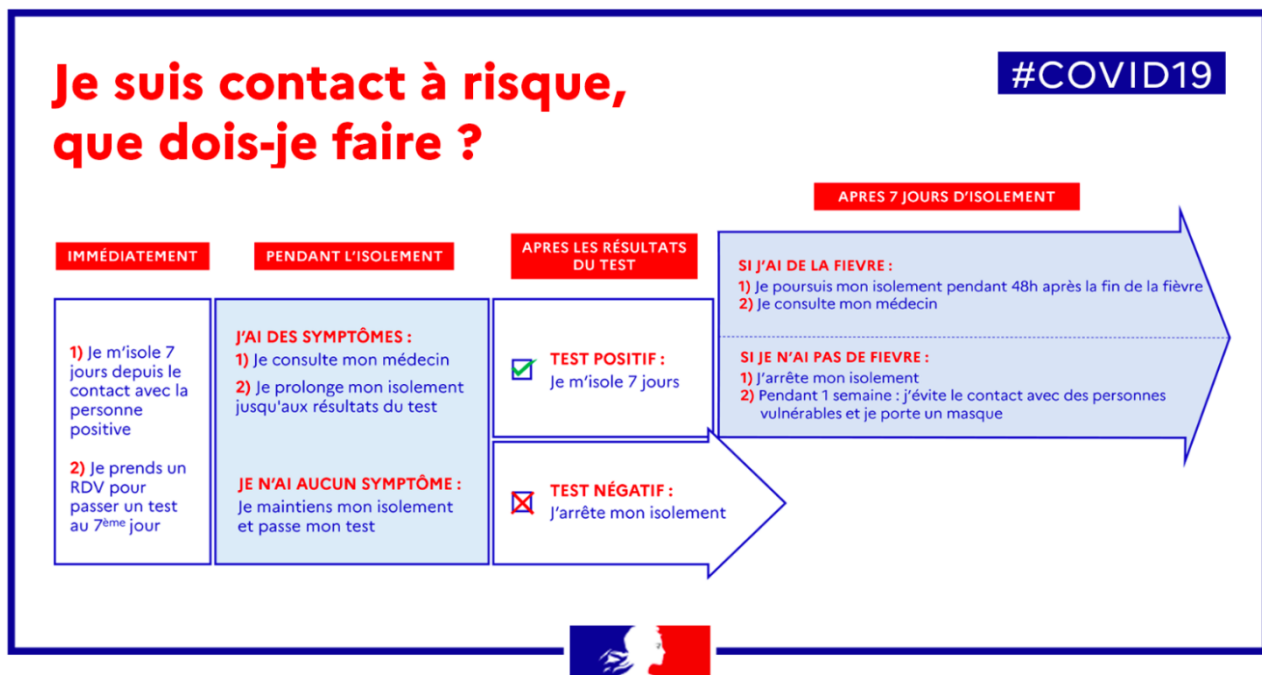 Je suis contact à risque,
que dois-je faire ?
#COVID19
IMMÉDIATEMENT
1) Je m'isole 7
jours depuis le
contact avec la
personne
positive
2) Je prends un
RDV pour
passer un test
au 7ème jour
PENDANT L'ISOLEMENT
J'AI DES SYMPTÔMES :
1) Je consulte mon médecin
2) Je prolonge mon isolement
jusqu'aux résultats du test
JE N'AI AUCUN SYMPTÔME :
Je maintiens mon isolement
et passe mon test
APRES LES RÉSULTATS
DU TEST
TEST POSITIF :
Je m'isole 7 jours
TEST NÉGATIF :
J'arrête mon isolement
APRES 7 JOURS D'ISOLEMENT
SI J'AI DE LA FIEVRE :
1) Je poursuis mon isolement pendant 48h après la fin de la fièvre
2) Je consulte mon médecin
SI JE N'AI PAS DE FIEVRE :
1) J'arrête mon isolement
2) Pendant 1 semaine : j'évite le contact avec des personnes
vulnérables et je porte un masque